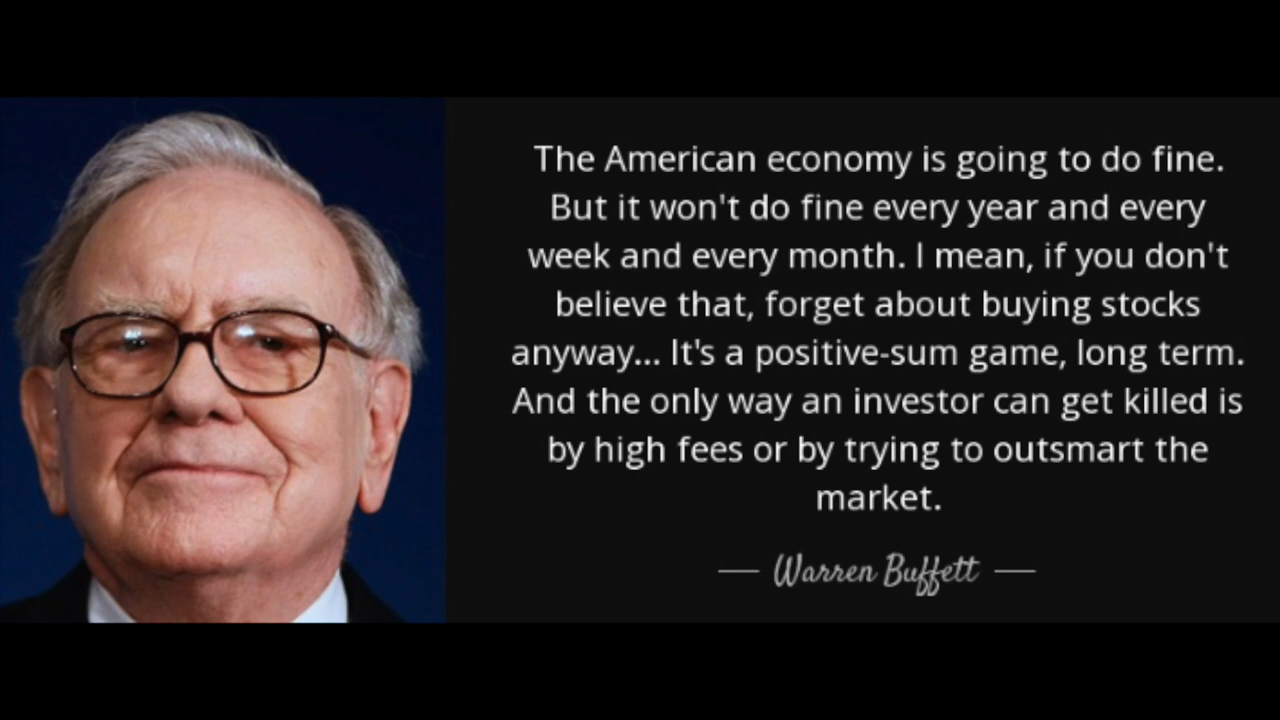 The American economy is going to do fine.
But it won't do fine every year and every
week and every month. I mean, if you don't
believe that, forget about buying stocks
anyway... It's a positive-sum game, long term.
And the only way an investor can get killed is
by high fees or by trying to outsmart the
market.
Warren Buffett